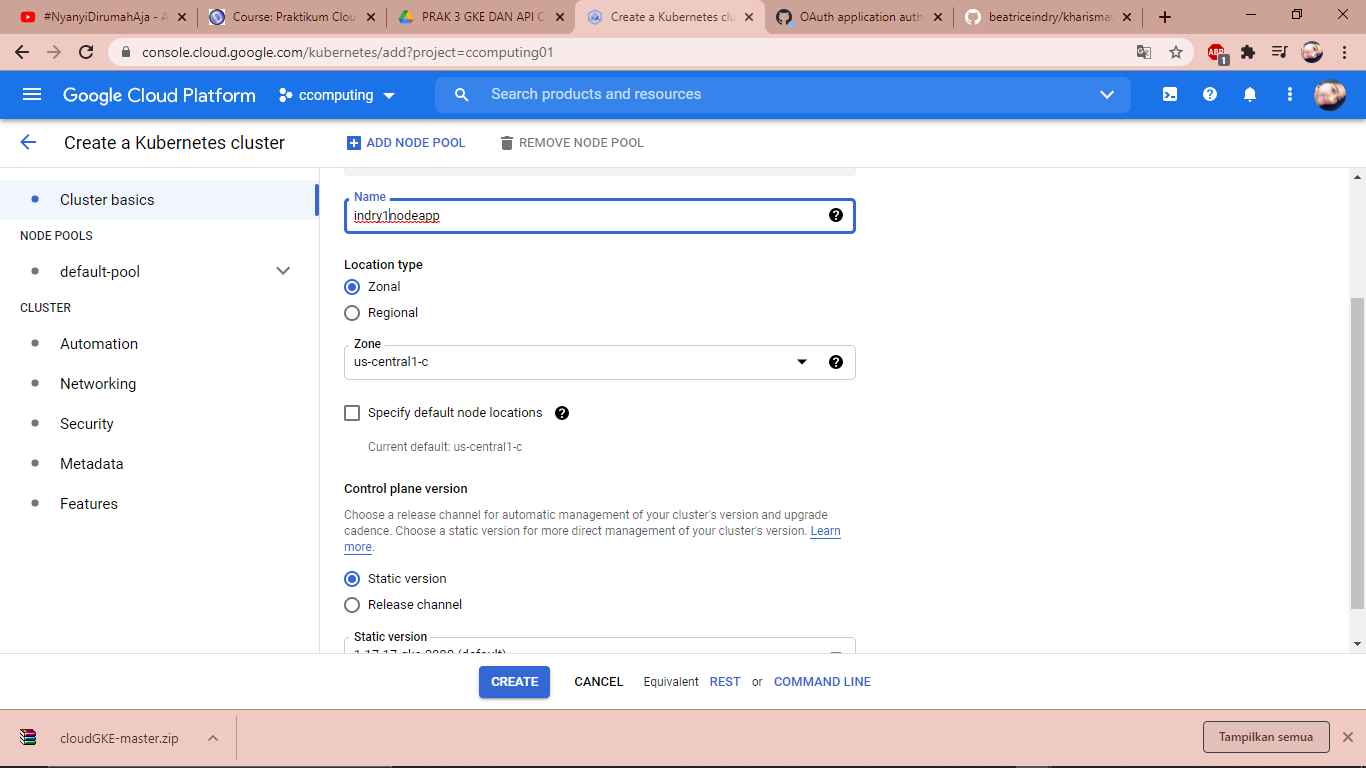 #NyanyiDirumahAja - A
Course: Praktikum Clou
PRAK 3 GKE DAN API C
Create a Kubernetes clu
OAuth application auth
beatriceindry/kharisma
console.cloud.google.com/kubernetes/add?project=ccomputing01
ABP
1
Google Cloud Platform
ccomputing
Search products and resources
Create a Kubernetes cluster
ADD NODE POOL
REMOVE NODE POOL
Cluster basics
NODE POOLS
default-pool
CLUSTER
Automation
Networking
Security
Metadata
Features
Name
indry1nodeapp
Location type
Zonal
Regional
Zone
us-central1-c
Specify default node locations
Current default: us-central1-c
Control plane version
Choose a release channel for automatic management of your cluster's version and upgrade
cadence. Choose a static version for more direct management of your cluster's version. Learn
more.
Static version
Release channel
Static version
CREATE
CANCEL
Equivalent REST or COMMAND LINE
cloudGKE-master.zip
Tampilkan semua